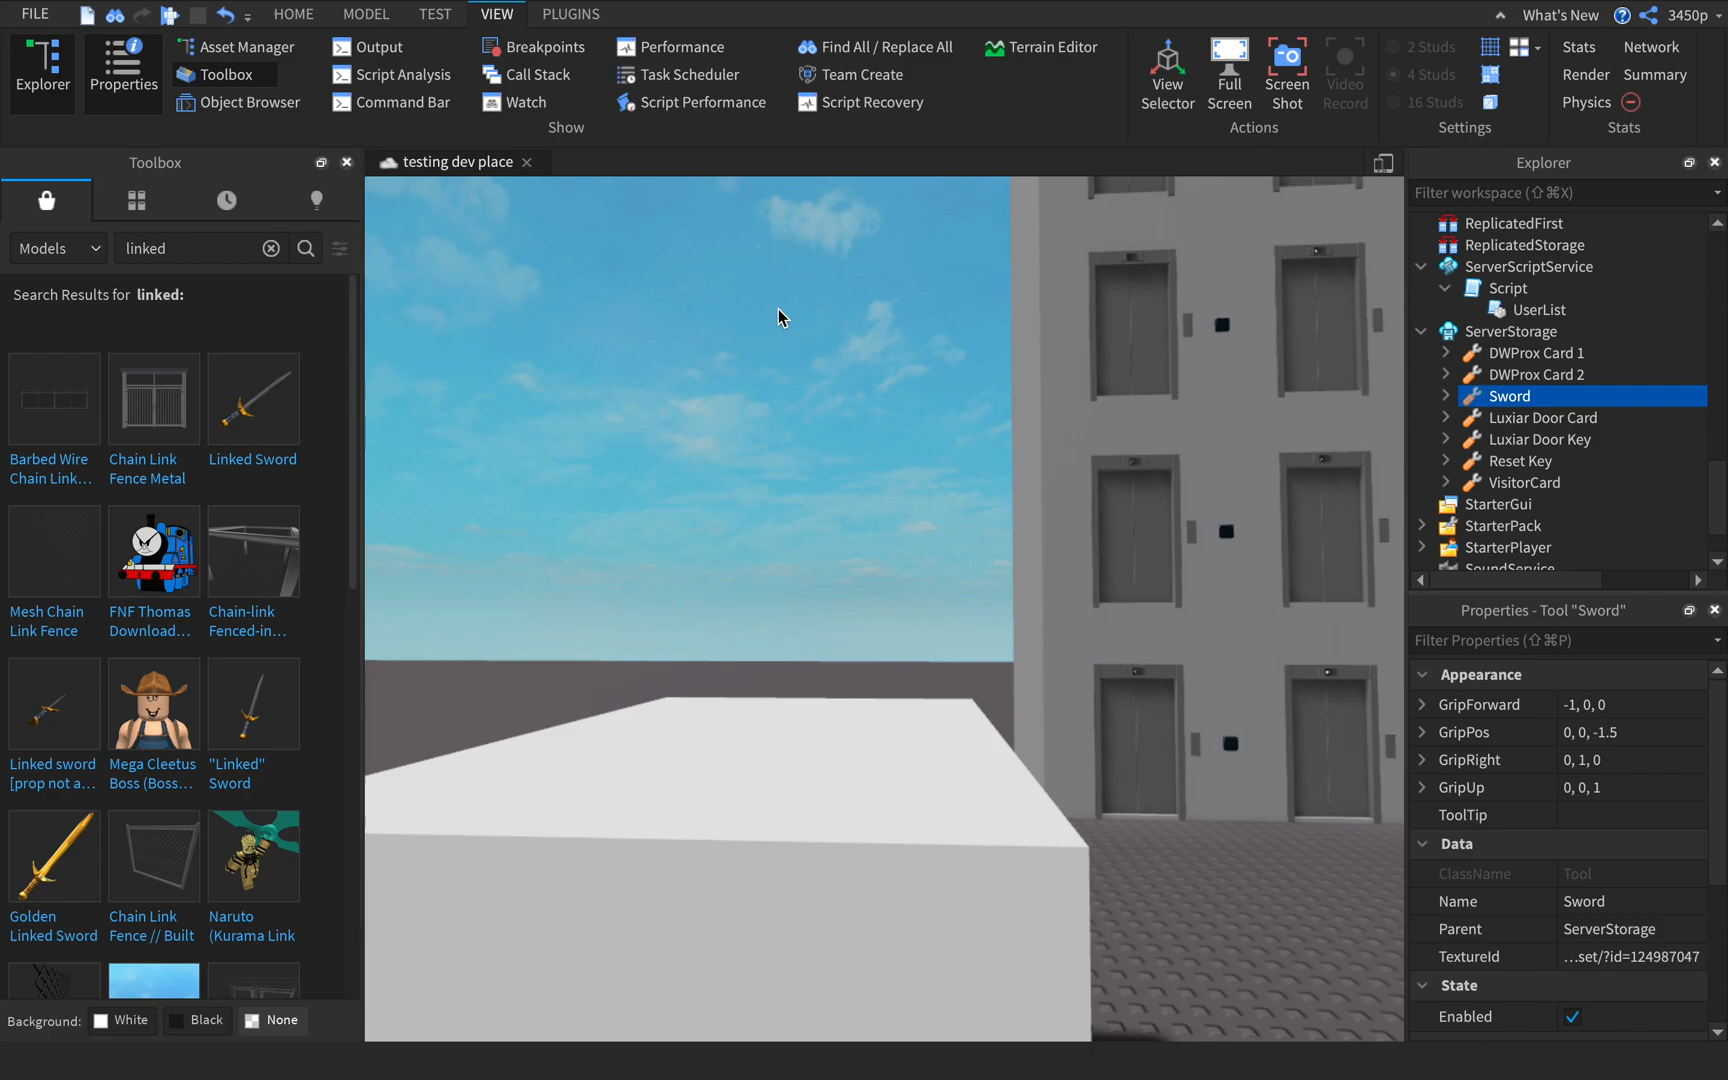 FILE HOME MODEL TEST VIEW PLUGINS What's New 3450p
Explorer Properties
Asset Manager Output Breakpoints Performance Find All / Replace All Terrain Editor
Toolbox Script Analysis Call Stack Task Scheduler Team Create
Object Browser Command Bar Watch Script Performance Script Recovery
Show
View Selector Full Screen Screen Shot Video Record
Actions
2 Studs
4 Studs
16 Studs
Settings
Stats Network
Render Summary
Physics
Stats
Toolbox
Models linked
Search Results for linked:
Barbed Wire
Chain Link...
Chain Link
Fence Metal
Linked Sword
Mesh Chain
Link Fence
FNF Thomas
Download...
Chain-link
Fenced-in...
Linked sword
[prop not a...
Mega Cleetus
Boss (Boss...
"Linked"
Sword
Golden
Linked Sword
Chain Link
Fence // Built
Naruto
(Kurama Link
Background: White Black None
testing dev place
Explorer
Filter workspace (⇧⌘X)
ReplicatedFirst
ReplicatedStorage
ServerScriptService
Script
UserList
ServerStorage
DWProx Card 1
DWProx Card 2
Sword
Luxiar Door Card
Luxiar Door Key
Reset Key
VisitorCard
StarterGui
StarterPack
StarterPlayer
SoundService
Properties - Tool "Sword"
Filter Properties (⇧⌘P)
Appearance
GripForward -1, 0, 0
GripPos 0, 0, -1.5
GripRight 0, 1, 0
GripUp 0, 0, 1
ToolTip
Data
ClassName Tool
Name Sword
Parent ServerStorage
TextureId ...set/?id=124987047
State
Enabled